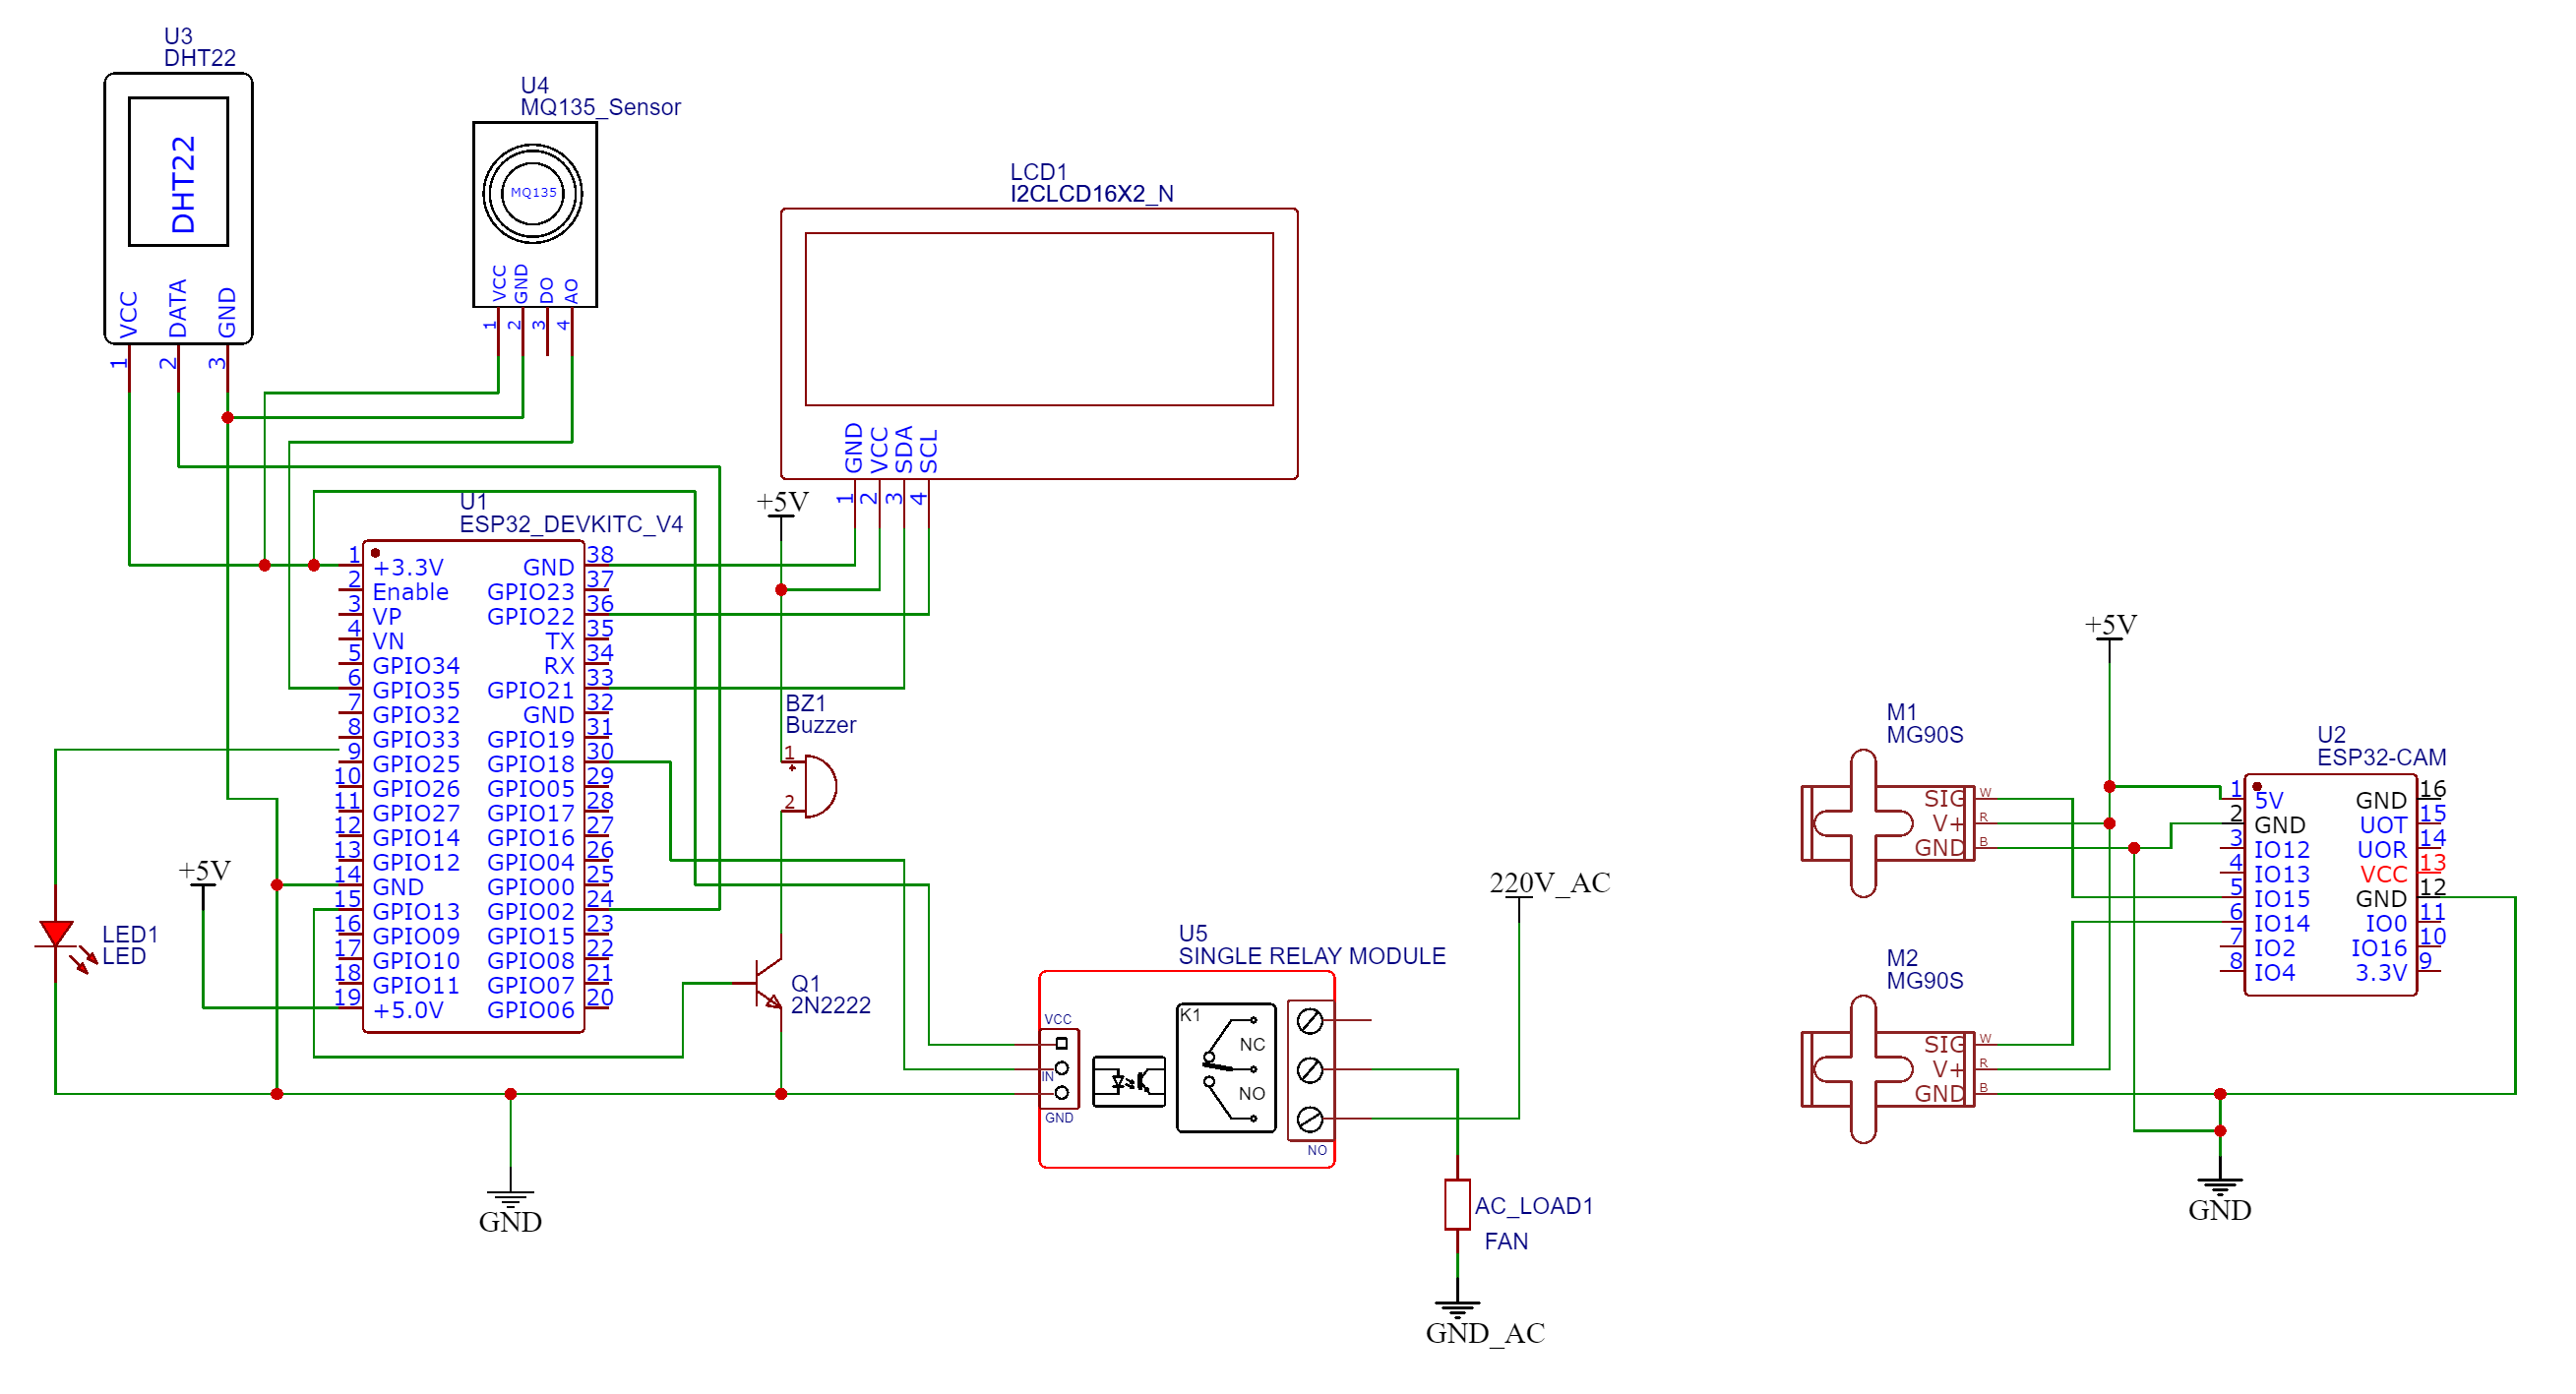 U3
DHT22
DHT22
VCC
DATA
GND
1
2
3
U4
MQ135_Sensor
MQ135
VCC
GND
DO
AO
1
2
3
4
LCD1
I2CLCD16X2_N
GND
VCC
SDA
SCL
1
2
3
4
+5V
U1
ESP32_DEVKITC_V4
1 +3.3V GND 38
2 Enable GPIO23 37
3 VP GPIO22 36
4 VN TX 35
5 GPIO34 RX 34
6 GPIO35 GPIO21 33
7 GPIO32 GND 32
8 GPIO33 GPIO19 31
9 GPIO25 GPIO18 30
10 GPIO26 GPIO05 29
11 GPIO27 GPIO17 28
12 GPIO14 GPIO16 27
13 GPIO12 GPIO04 26
14 GND GPIO00 25
15 GPIO13 GPIO02 24
16 GPIO09 GPIO15 23
17 GPIO10 GPIO08 22
18 GPIO11 GPIO07 21
19 +5.0V GPIO06 20
+5V
LED1
LED
BZ1
Buzzer
1
+
2
Q1
2N2222
GND
U5
SINGLE RELAY MODULE
VCC
IN
GND
K1
NC
NO
NO
220V_AC
AC_LOAD1
FAN
GND_AC
+5V
M1
MG90S
SIG W
V+ R
GND B
M2
MG90S
SIG W
V+ R
GND B
U2
ESP32-CAM
1 5V GND 16
2 GND UOT 15
3 IO12 UOR 14
4 IO13 VCC 13
5 IO15 GND 12
6 IO14 IO0 11
7 IO2 IO16 10
8 IO4 3.3V 9
GND